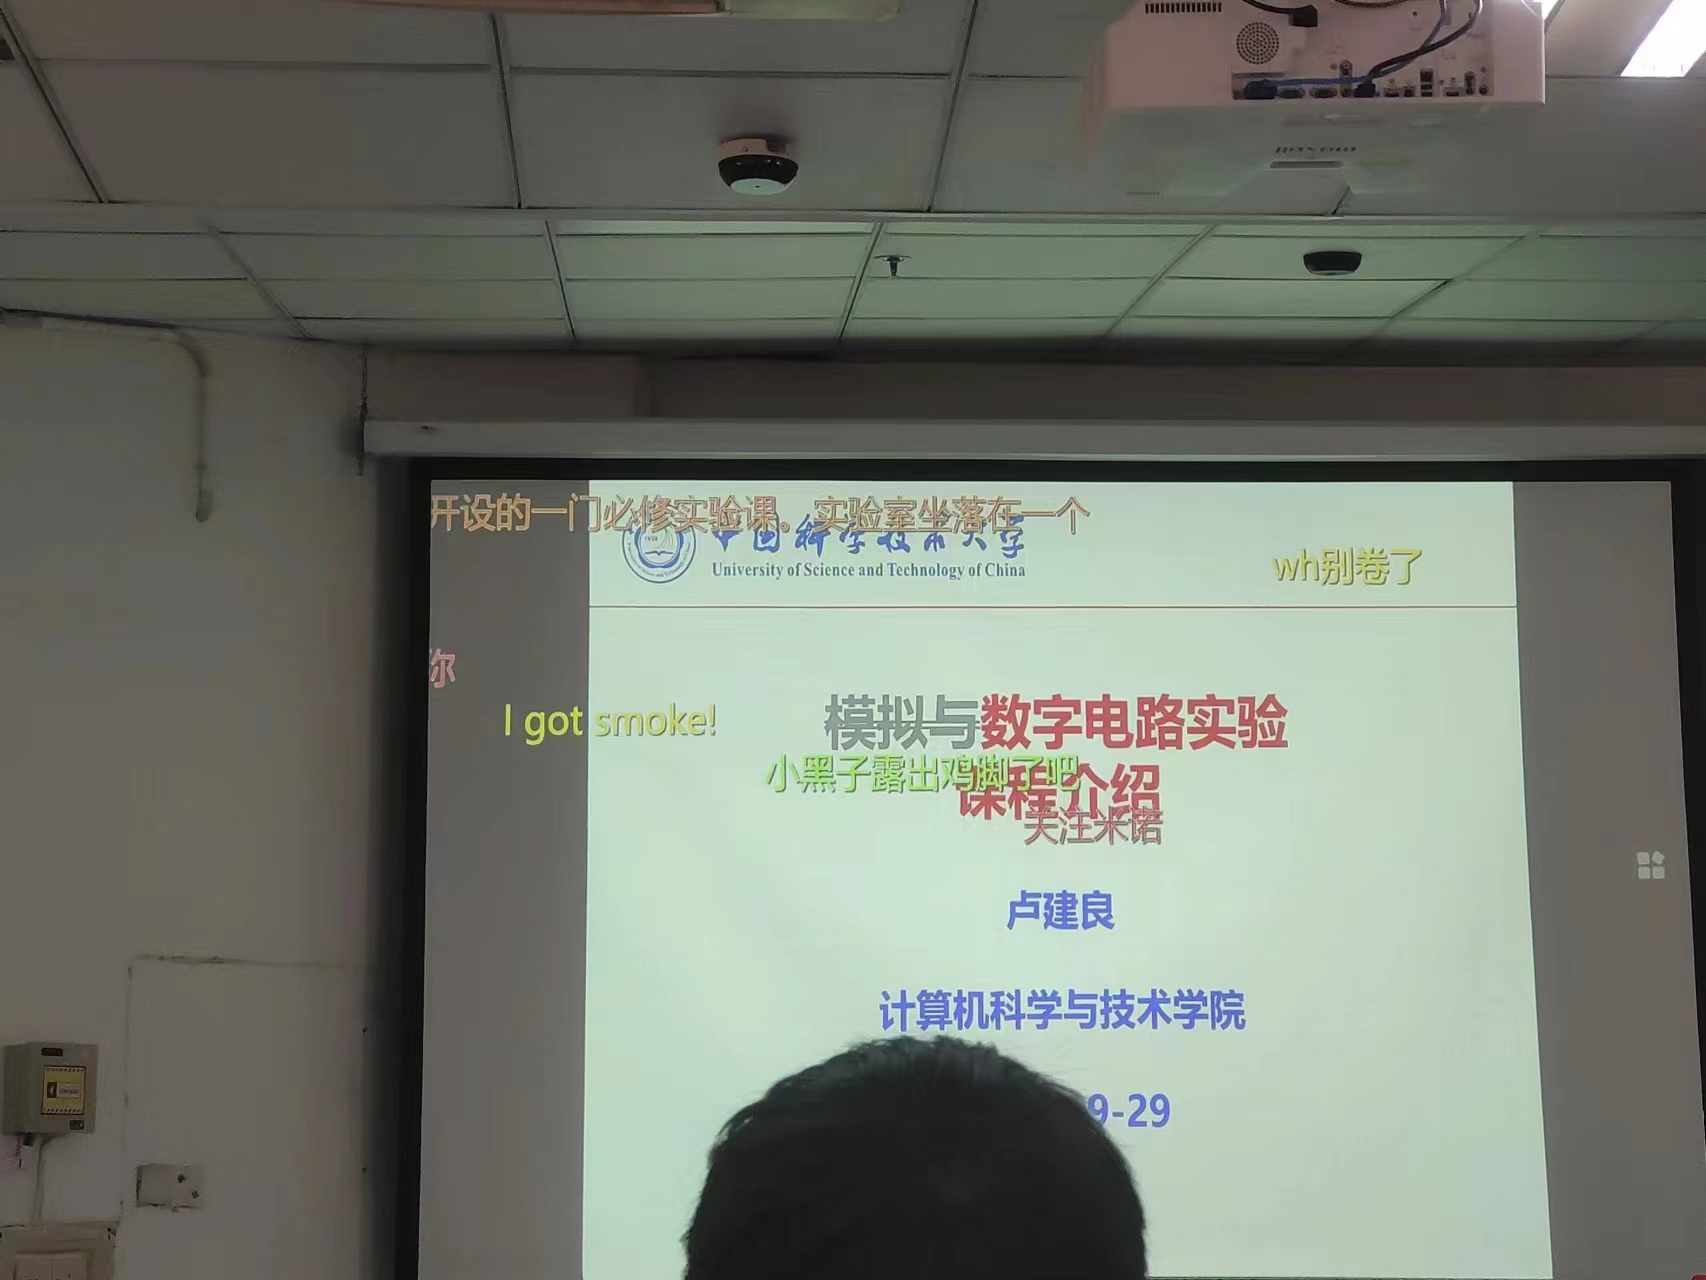 开设的一门必修实验课。实验室坐落在一个
中国科学技术大学
University of Science and Technology of China
wh别卷了
你
I got smoke!
模拟与数字电路实验
小黑子露出鸡脚了吧
课程介绍
关注米诺
卢建良
计算机科学与技术学院
9-29
maxell